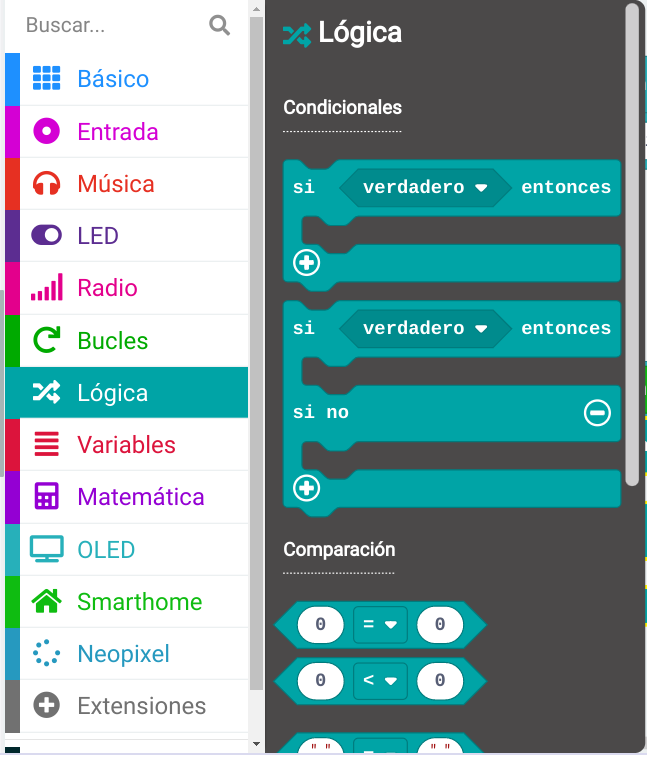 Buscar...
Básico
Entrada
Música
LED
Radio
Bucles
Lógica
Variables
Matemática
OLED
Smarthome
Neopixel
Extensiones
Lógica
Condicionales
si verdadero entonces
si verdadero entonces
si no
Comparación
0 = 0
0 < 0
" " = " "